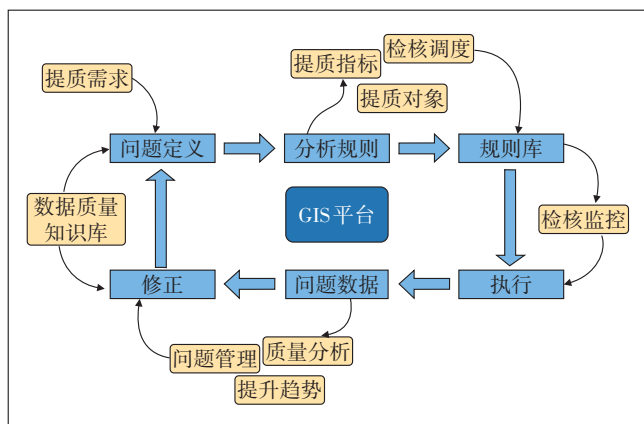 提质需求
提质指标
检核调度
提质对象
问题定义
分析规则
规则库
数据质量
知识库
GIS平台
检核监控
修正
问题数据
执行
问题管理
质量分析
提升趋势